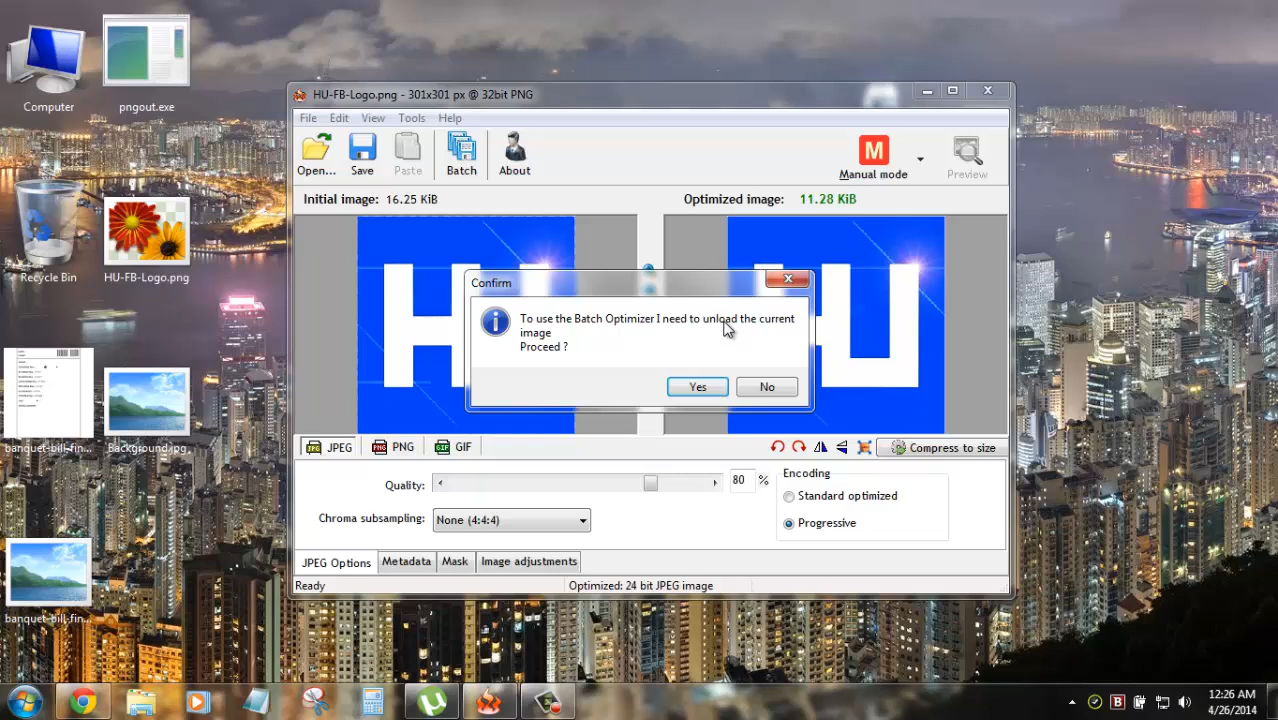 Computer
pngout.exe
Recycle Bin
HU-FB-Logo.png
banquet-bill-fin...
Background.jpg
banquet-bill-fin...
HU-FB-Logo.png - 301x301 px @ 32bit PNG
File Edit View Tools Help
Open... Save Paste Batch About
M
Manual mode
Preview
Initial image: 16.25 KiB
Optimized image: 11.28 KiB
Confirm
To use the Batch Optimizer I need to unload the current
image
Proceed ?
Yes No
JPEG PNG GIF
Compress to size
Quality: 80 %
Chroma subsampling: None (4:4:4)
Encoding
Standard optimized
Progressive
JPEG Options Metadata Mask Image adjustments
Ready
Optimized: 24 bit JPEG image
12:26 AM
4/26/2014